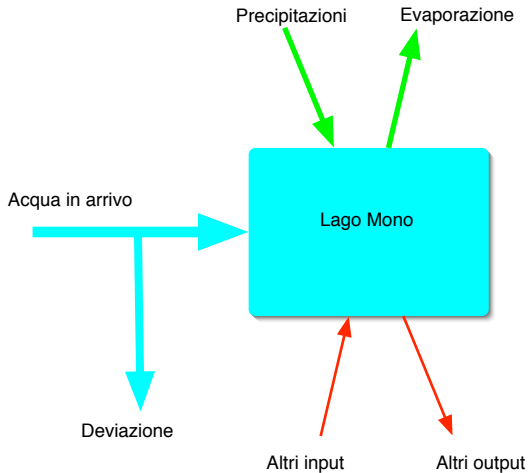 Precipitazioni
Evaporazione
Acqua in arrivo
Lago Mono
Deviazione
Altri input
Altri output